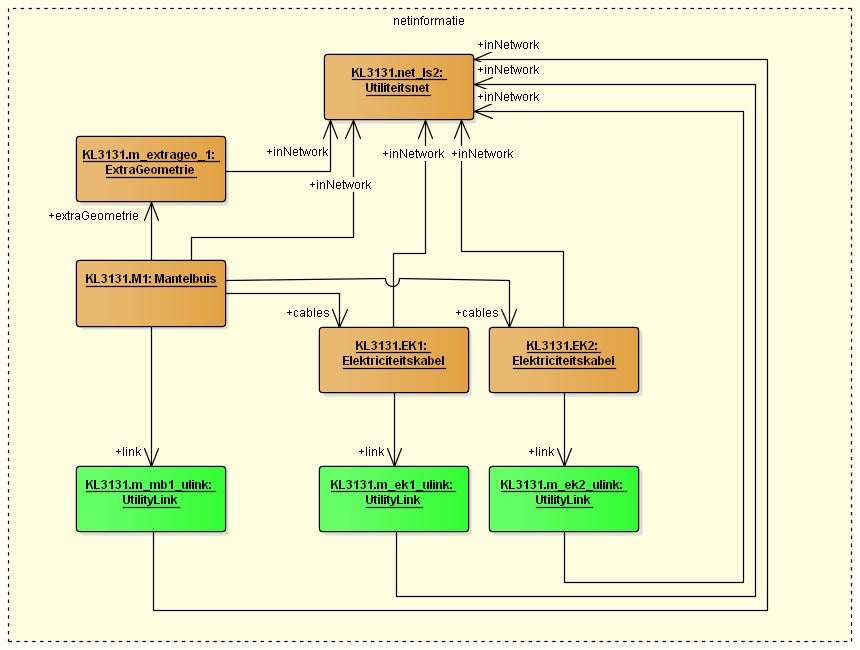 netinformatie
+inNetwork
KL3131.net_ls2:
Utiliteitsnet
+inNetwork
+inNetwork
KL3131.m_extrageo_1:
ExtraGeometrie
+inNetwork
+inNetwork
+inNetwork
+inNetwork
+extraGeometrie
KL3131.M1: Mantelbuis
+cables
+cables
KL3131.EK1:
Elektriciteitskabel
KL3131.EK2:
Elektriciteitskabel
+link
+link
+link
KL3131.m_mb1_ulink:
UtilityLink
KL3131.m_ek1_ulink:
UtilityLink
KL3131.m_ek2_ulink:
UtilityLink